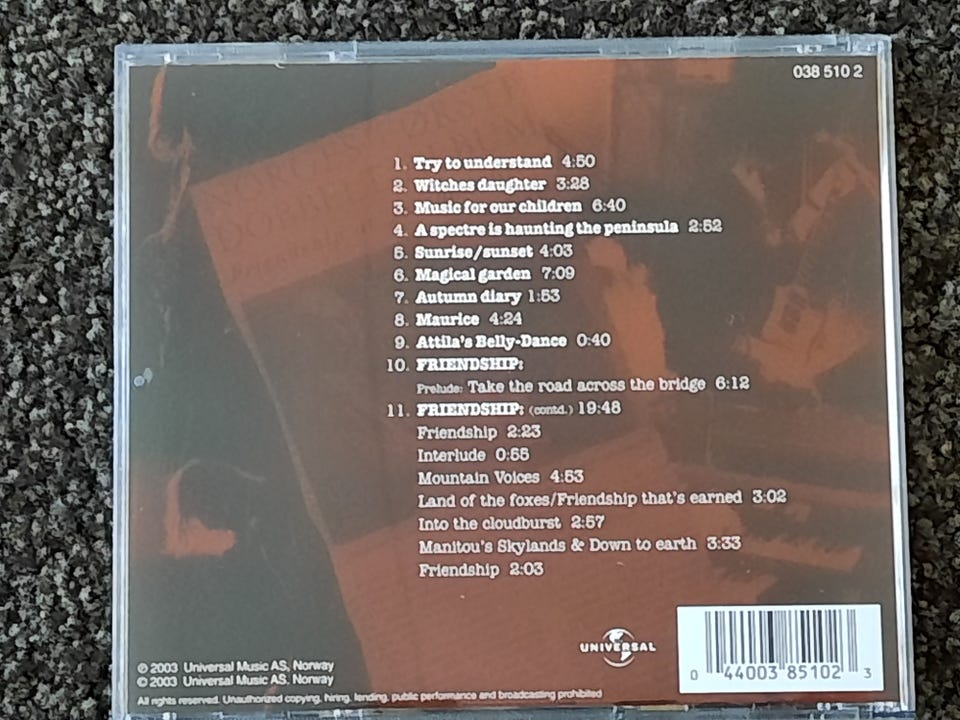 038 510 2
1. Try to understand 4:50
2. Witches daughter 3:28
3. Music for our children 6:40
4. A spectre is haunting the peninsula 2:52
5. Sunrise/sunset 4:03
6. Magical garden 7:09
7. Autumn diary 1:53
8. Maurice 4:24
9. Attila's Belly-Dance 0:40
10. FRIENDSHIP:
Prelude: Take the road across the bridge 6:12
11. FRIENDSHIP: (contd.) 19:48
Friendship 2:23
Interlude 0:55
Mountain Voices 4:53
Land of the foxes/Friendship that's earned 3:02
Into the cloudburst 2:57
Manitou's Skylands & Down to earth 3:33
Friendship 2:03
UNIVERSAL
0 44003 85102 3
℗ 2003 Universal Music AS, Norway
© 2003 Universal Music AS, Norway
All rights reserved. Unauthorized copying, hiring, lending, public performance and broadcasting prohibited